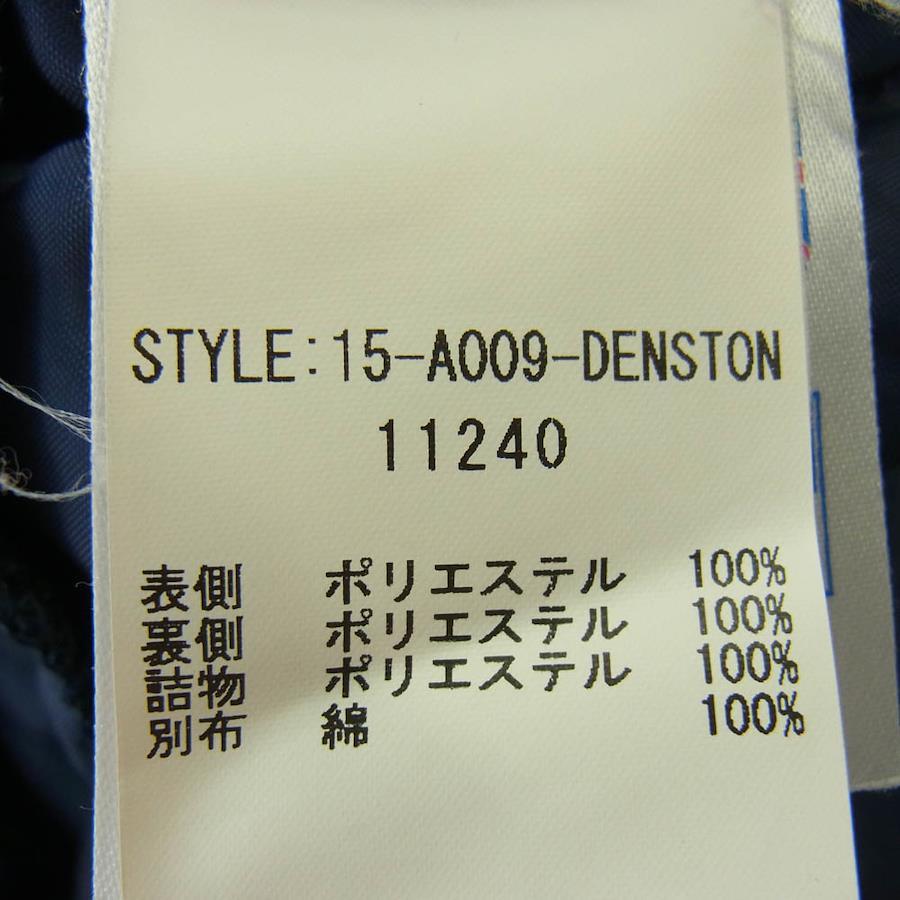 STYLE:15-A009-DENSTON
11240
表側 ポリエステル 100%
裏側 ポリエステル 100%
詰物 ポリエステル 100%
別布 綿 100%